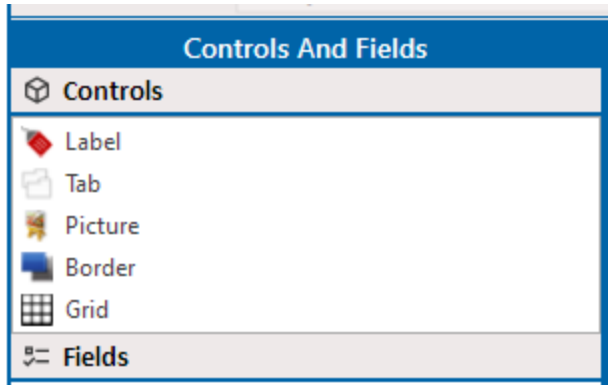 Controls And Fields
Controls
Label
Tab
Picture
Border
Grid
Fields